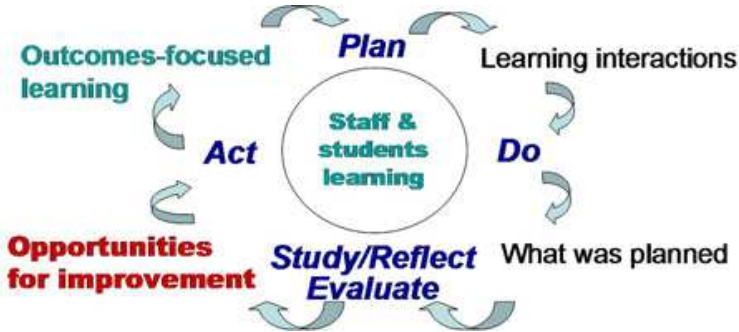 Plan
Outcomes-focused
learning
Learning interactions
Staff &
students
learning
Act
Do
Opportunities
for improvement
Study/Reflect
Evaluate
What was planned